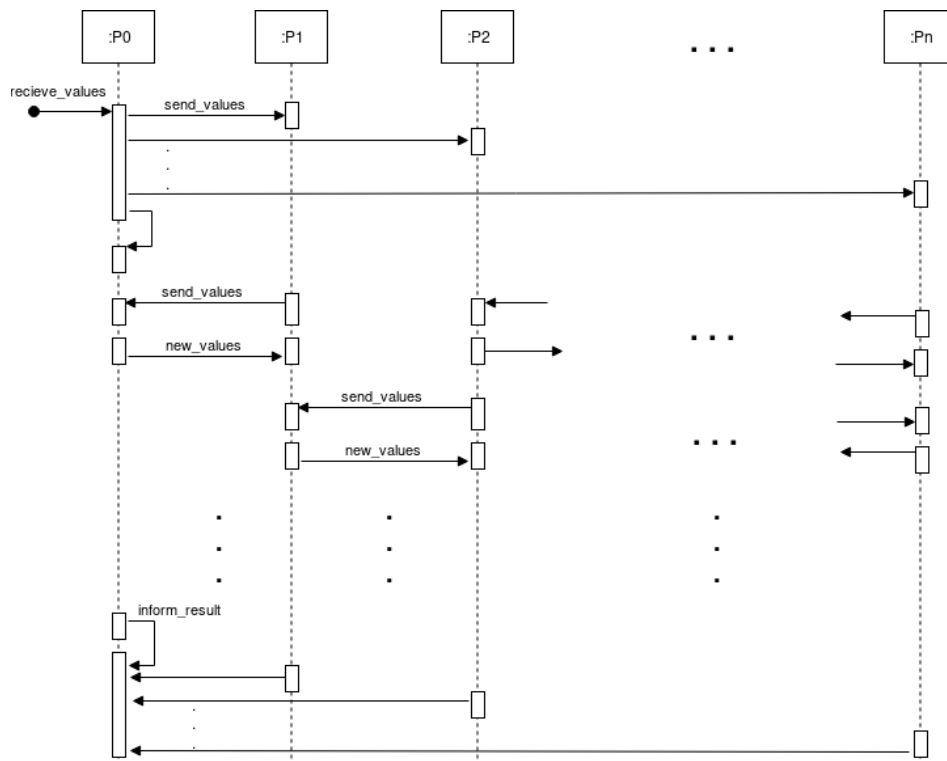 :P0
:P1
:P2
. . .
:Pn
recieve_values
send_values
send_values
new_values
. . .
send_values
new_values
. . .
inform_result